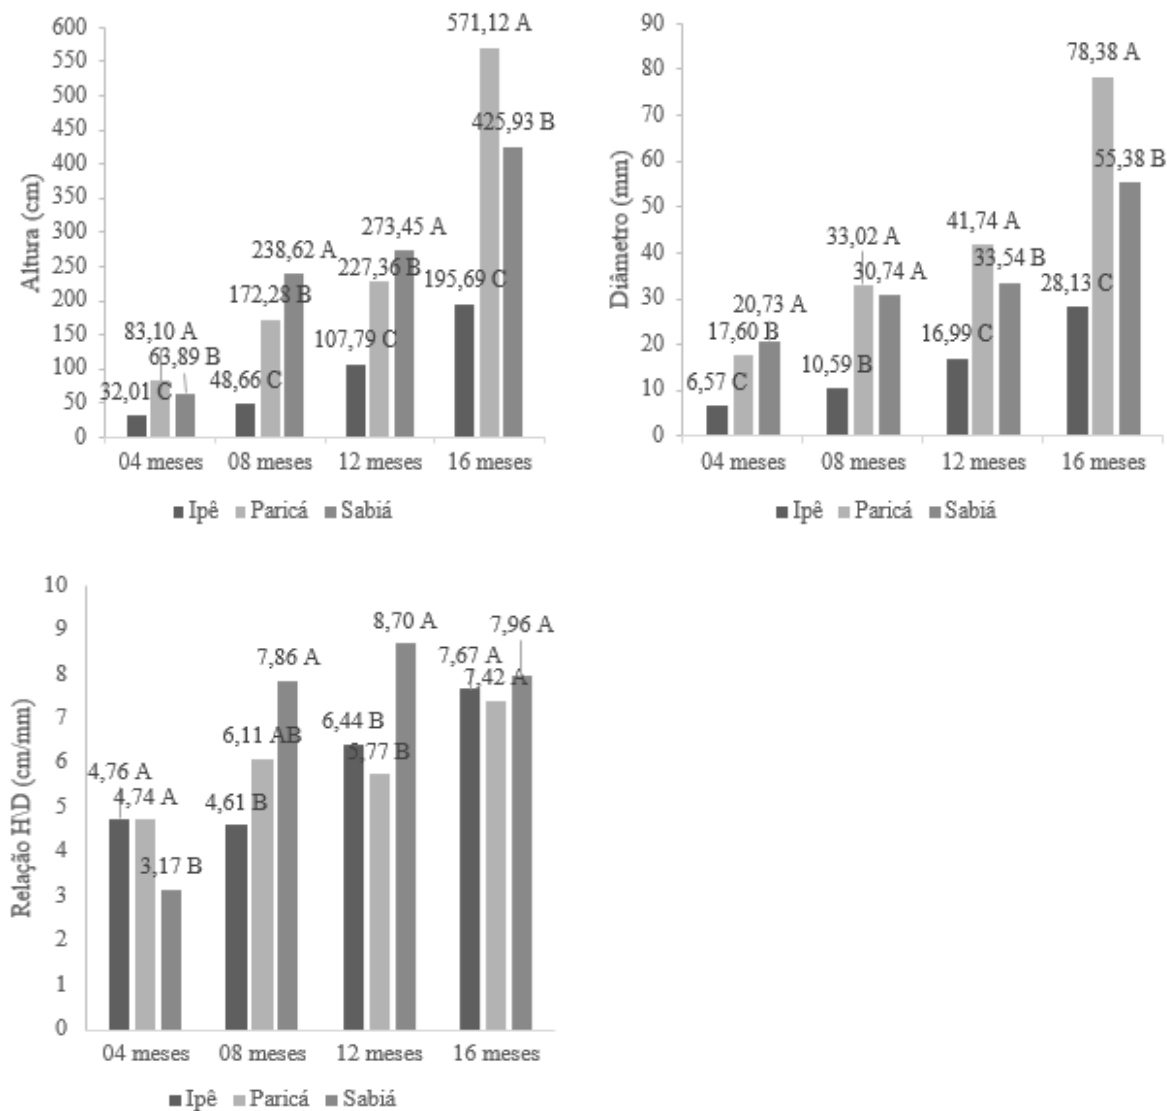 600
550
500
450
400
350
300
250
200
150
100
50
0
Altura (cm)
571,12 A
425,93 B
273,45 A
238,62 A
227,36 B
195,69 C
172,28 B
107,79 C
83,10 A
63,89 B
32,01 C
48,66 C
04 meses 08 meses 12 meses 16 meses
Ipê Paricá Sabiá
90
80
70
60
50
40
30
20
10
0
Diâmetro (mm)
78,38 A
55,38 B
41,74 A
33,02 A
33,54 B
30,74 A
28,13 C
20,73 A
17,60 B
16,99 C
10,59 B
6,57 C
04 meses 08 meses 12 meses 16 meses
Ipê Paricá Sabiá
10
9
8
7
6
5
4
3
2
1
0
Relação H\D (cm/mm)
8,70 A
7,96 A
7,86 A
7,67 A
7,42 A
6,44 B
6,11 AB
5,77 B
4,76 A
4,74 A
4,61 B
3,17 B
04 meses 08 meses 12 meses 16 meses
Ipê Paricá Sabiá